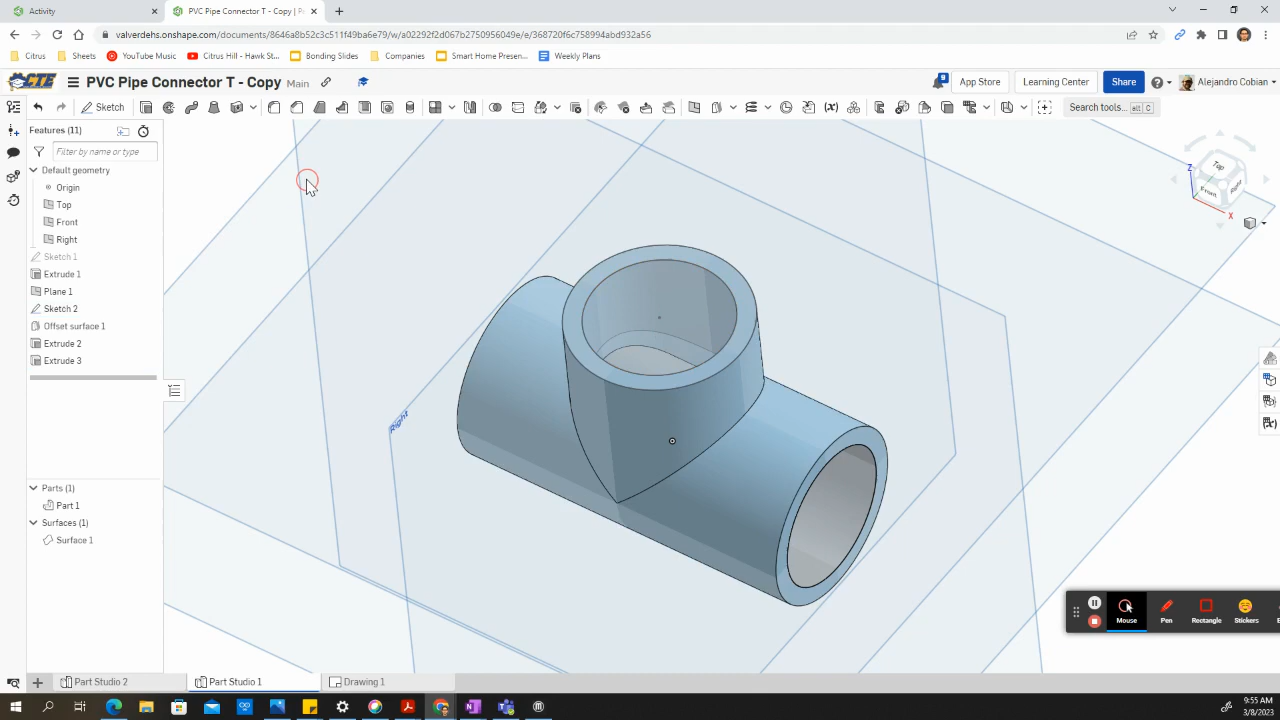 Activity
PVC Pipe Connector T - Copy | P
valverdehs.onshape.com/documents/8646a8b52c3c511f49ba6e79/w/a02292f2d067b2750956049e/e/368720f6c758994abd932a56
Citrus
Sheets
YouTube Music
Citrus Hill - Hawk St...
Bonding Slides
Companies
Smart Home Presen...
Weekly Plans
CTE
PVC Pipe Connector T - Copy Main
9
App Store
Learning Center
Share
Alejandro Cobian
Sketch
Search tools... alt C
Features (11)
Filter by name or type
Default geometry
Origin
Top
Front
Right
Sketch 1
Extrude 1
Plane 1
Sketch 2
Offset surface 1
Extrude 2
Extrude 3
Parts (1)
Part 1
Surfaces (1)
Surface 1
Right
Z
Top
Front
Right
X
Mouse
Pen
Rectangle
Stickers
Part Studio 2
Part Studio 1
Drawing 1
9:55 AM
3/8/2023